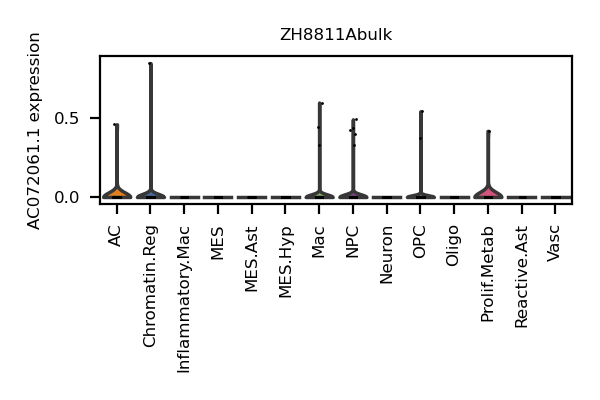 ZH8811Abulk
AC072061.1 expression
0.5
0.0
AC
Chromatin.Reg
Inflammatory.Mac
MES
MES.Ast
MES.Hyp
Mac
NPC
Neuron
OPC
Oligo
Prolif.Metab
Reactive.Ast
Vasc